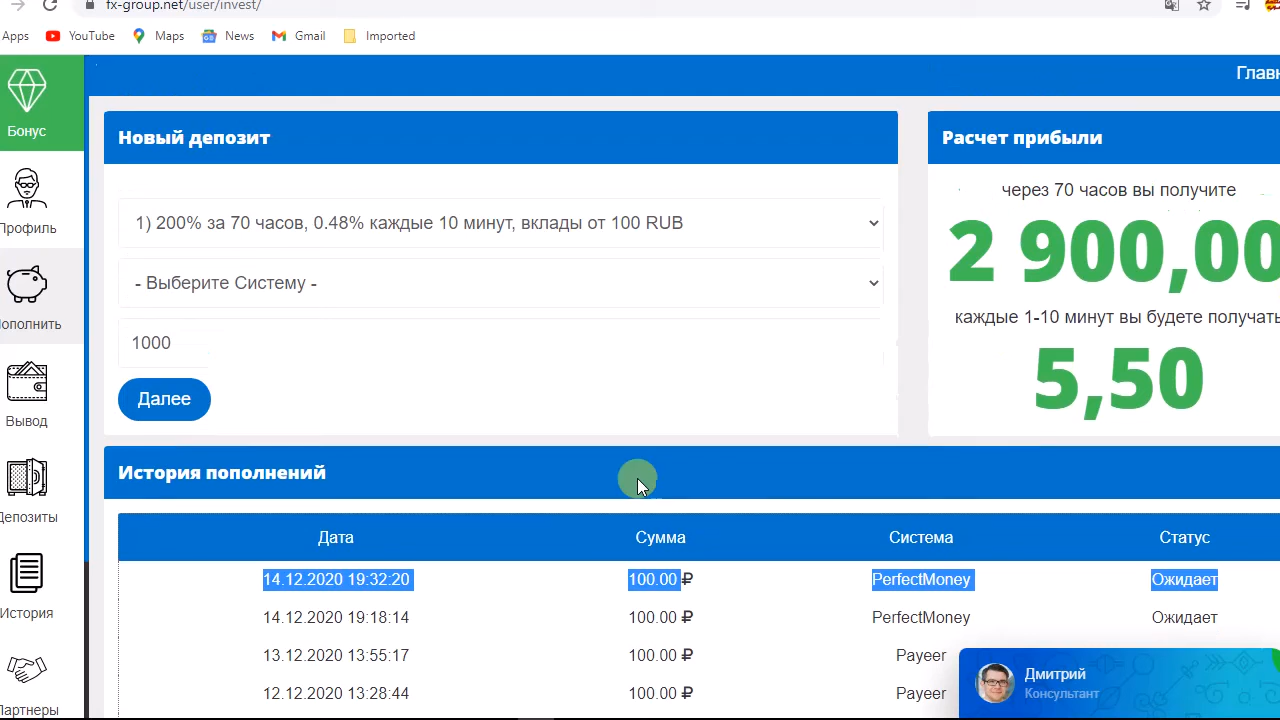 fx-group.net/user/invest/
Apps YouTube Maps News Gmail Imported
Бонус
Профиль
Пополнить
Вывод
Депозиты
История
Партнеры
Глав
Новый депозит
1) 200% за 70 часов, 0.48% каждые 10 минут, вклады от 100 RUB
- Выберите Систему -
1000
Далее
Расчет прибыли
через 70 часов вы получите
2 900,00
каждые 1-10 минут вы будете получать
5,50
История пополнений
Дата Сумма Система Статус
14.12.2020 19:32:20 100.00 ₽ PerfectMoney Ожидает
14.12.2020 19:18:14 100.00 ₽ PerfectMoney Ожидает
13.12.2020 13:55:17 100.00 ₽ Payeer
12.12.2020 13:28:44 100.00 ₽ Payeer
Дмитрий
Консультант